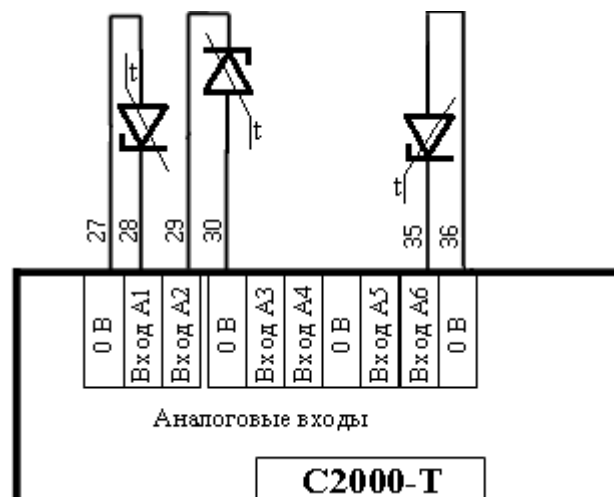 t
t
t
27
28
29
30
35
36
0 В
Вход А1
Вход А2
0 В
Вход А3
Вход А4
0 В
Вход А5
Вход А6
0 В
Аналоговые входы
С2000-Т